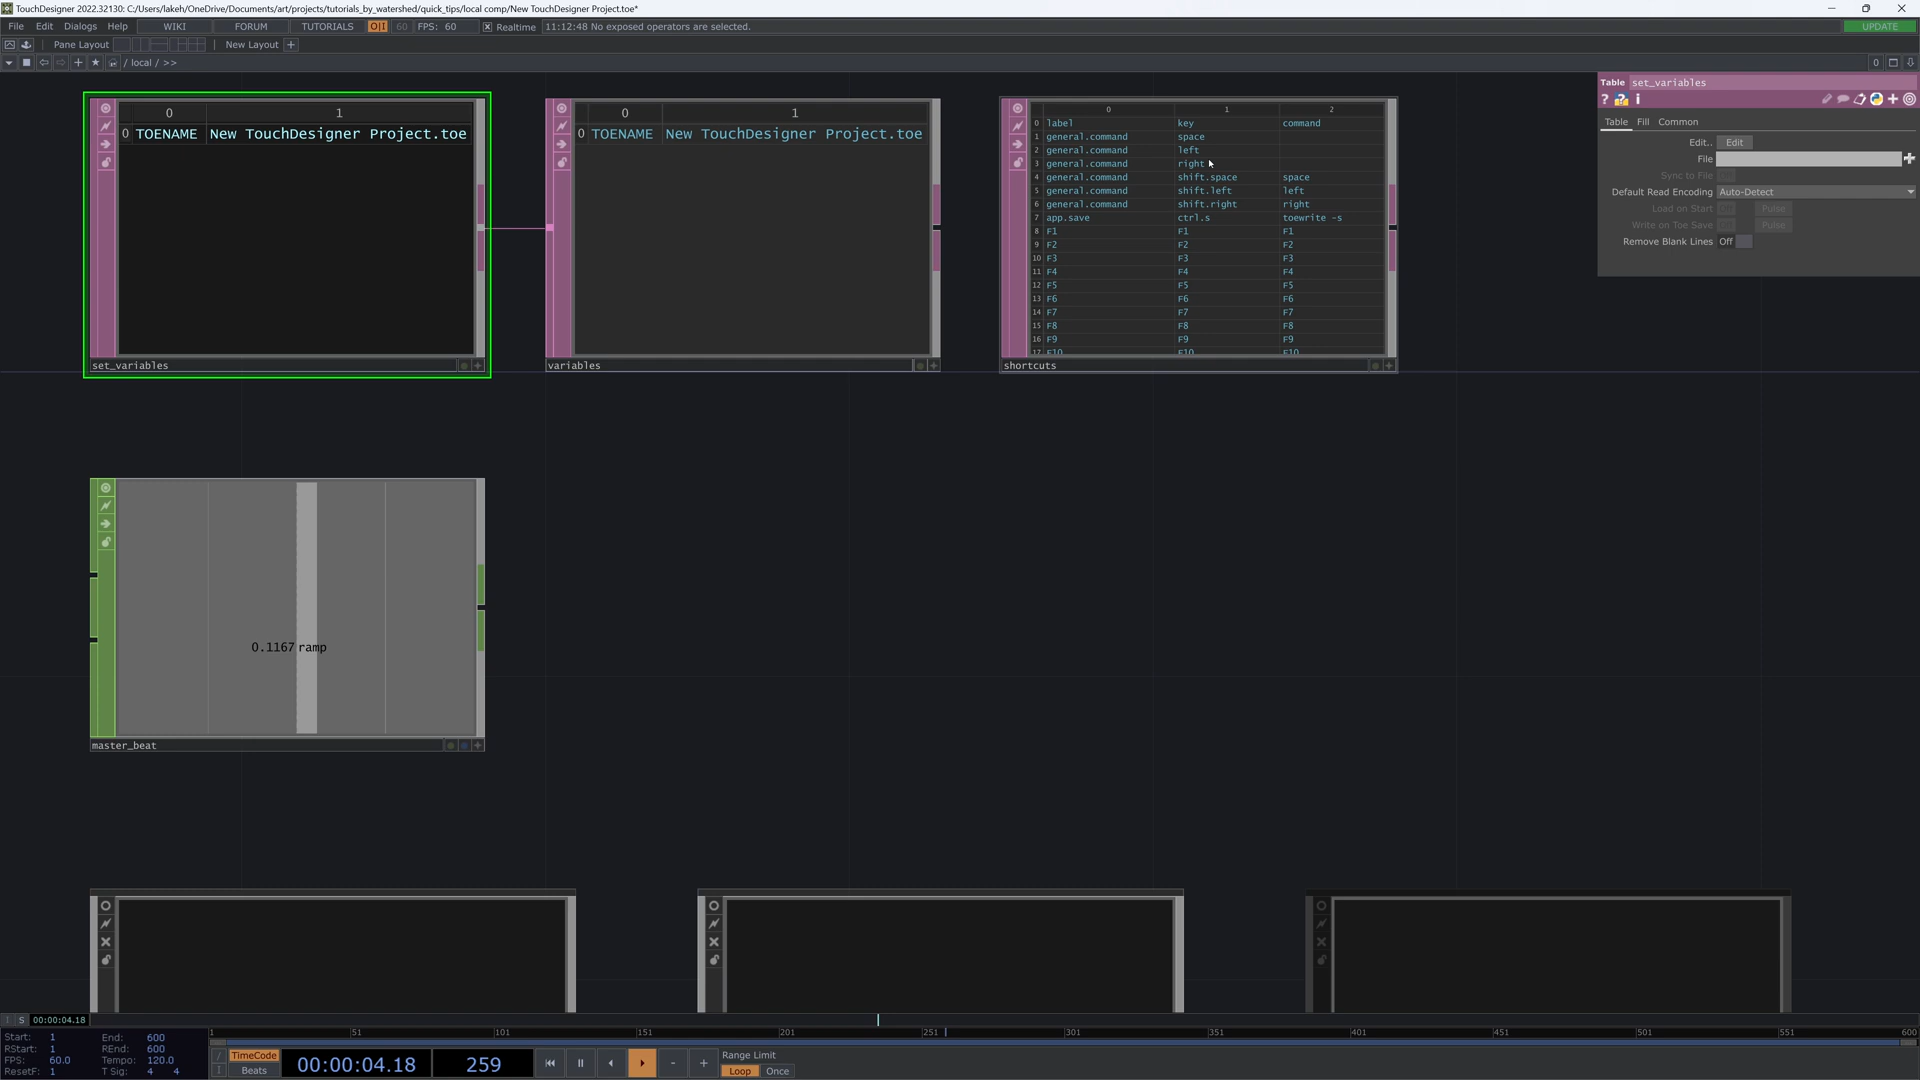 TouchDesigner 2022.32130: C:/Users/lakeh/OneDrive/Documents/art/projects/tutorials_by_watershed/quick_tips/local comp/New TouchDesigner Project.toe*
File Edit Dialogs Help WIKI FORUM TUTORIALS O|I 60 FPS: 60 Realtime 11:12:48 No exposed operators are selected. UPDATE
Pane Layout New Layout +
/ local / >> 0
0 1
0 TOENAME New TouchDesigner Project.toe
set_variables
0 1
0 TOENAME New TouchDesigner Project.toe
variables
0 1 2
0 label key command
1 general.command space
2 general.command left
3 general.command right
4 general.command shift.space space
5 general.command shift.left left
6 general.command shift.right right
7 app.save ctrl.s toewrite -s
8 F1 F1 F1
9 F2 F2 F2
10 F3 F3 F3
11 F4 F4 F4
12 F5 F5 F5
13 F6 F6 F6
14 F7 F7 F7
15 F8 F8 F8
16 F9 F9 F9
17 F10 F10 F10
shortcuts
Table set_variables
? ? i
Table Fill Common
Edit.. Edit
File
Sync to File Off
Default Read Encoding Auto-Detect
Load on Start Off Pulse
Write on Toe Save Pulse
Remove Blank Lines Off
0.1167 ramp
master_beat
I S 00:00:04.18
1 51 101 151 201 251 301 351 401 451 501 551 600
Start: 1 End: 600
RStart: 1 REnd: 600
FPS: 60.0 Tempo: 120.0
ResetF: 1 T Sig: 4 4
/ I
TimeCode
Beats
00:00:04.18 259
- +
Range Limit
Loop Once